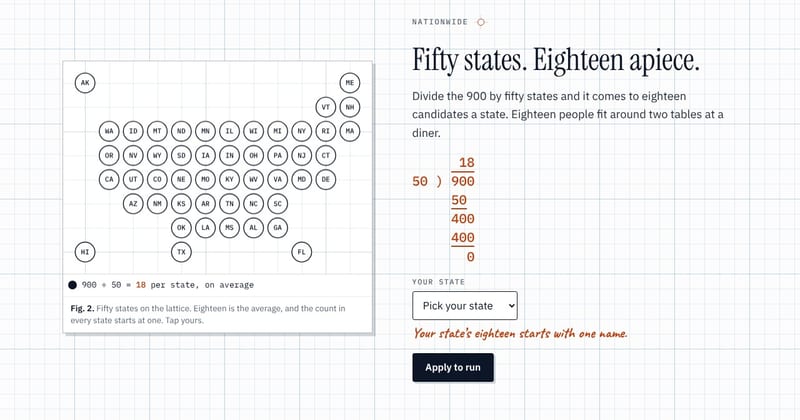 NATIONWIDE
Fifty states. Eighteen apiece.
Divide the 900 by fifty states and it comes to eighteen
candidates a state. Eighteen people fit around two tables at a
diner.
18
50 ) 900
50
400
400
0
YOUR STATE
Pick your state
Your state's eighteen starts with one name.
Apply to run
AK ME
VT NH
WA ID MT ND MN IL WI MI NY RI MA
OR NV WY SD IA IN OH PA NJ CT
CA UT CO NE MO KY WV VA MD DE
AZ NM KS AR TN NC SC
OK LA MS AL GA
HI TX FL
900 ÷ 50 = 18 per state, on average
Fig. 2. Fifty states on the lattice. Eighteen is the average, and the count in
every state starts at one. Tap yours.